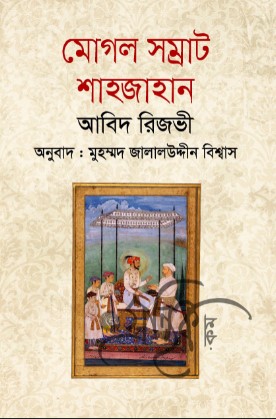 মোগল সম্রাট
শাহজাহান
আবিদ রিজভী
অনুবাদ : মুহম্মদ জালালউদ্দীন বিশ্বাস